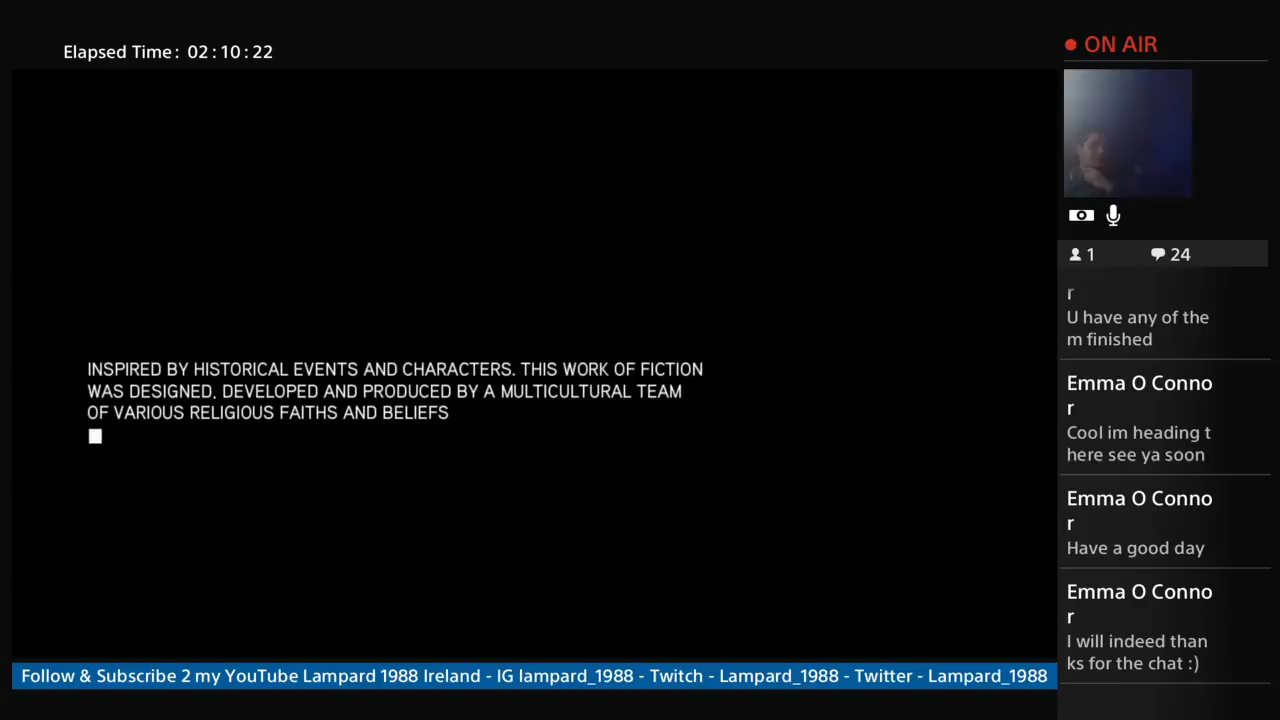 Elapsed Time: 02:10:22
ON AIR
INSPIRED BY HISTORICAL EVENTS AND CHARACTERS. THIS WORK OF FICTION
WAS DESIGNED, DEVELOPED AND PRODUCED BY A MULTICULTURAL TEAM
OF VARIOUS RELIGIOUS FAITHS AND BELIEFS
1 24
r
U have any of the
m finished
Emma O Conno
r
Cool im heading t
here see ya soon
Emma O Conno
r
Have a good day
Emma O Conno
r
I will indeed than
ks for the chat :)
Follow & Subscribe 2 my YouTube Lampard 1988 Ireland - IG lampard_1988 - Twitch - Lampard_1988 - Twitter - Lampard_1988